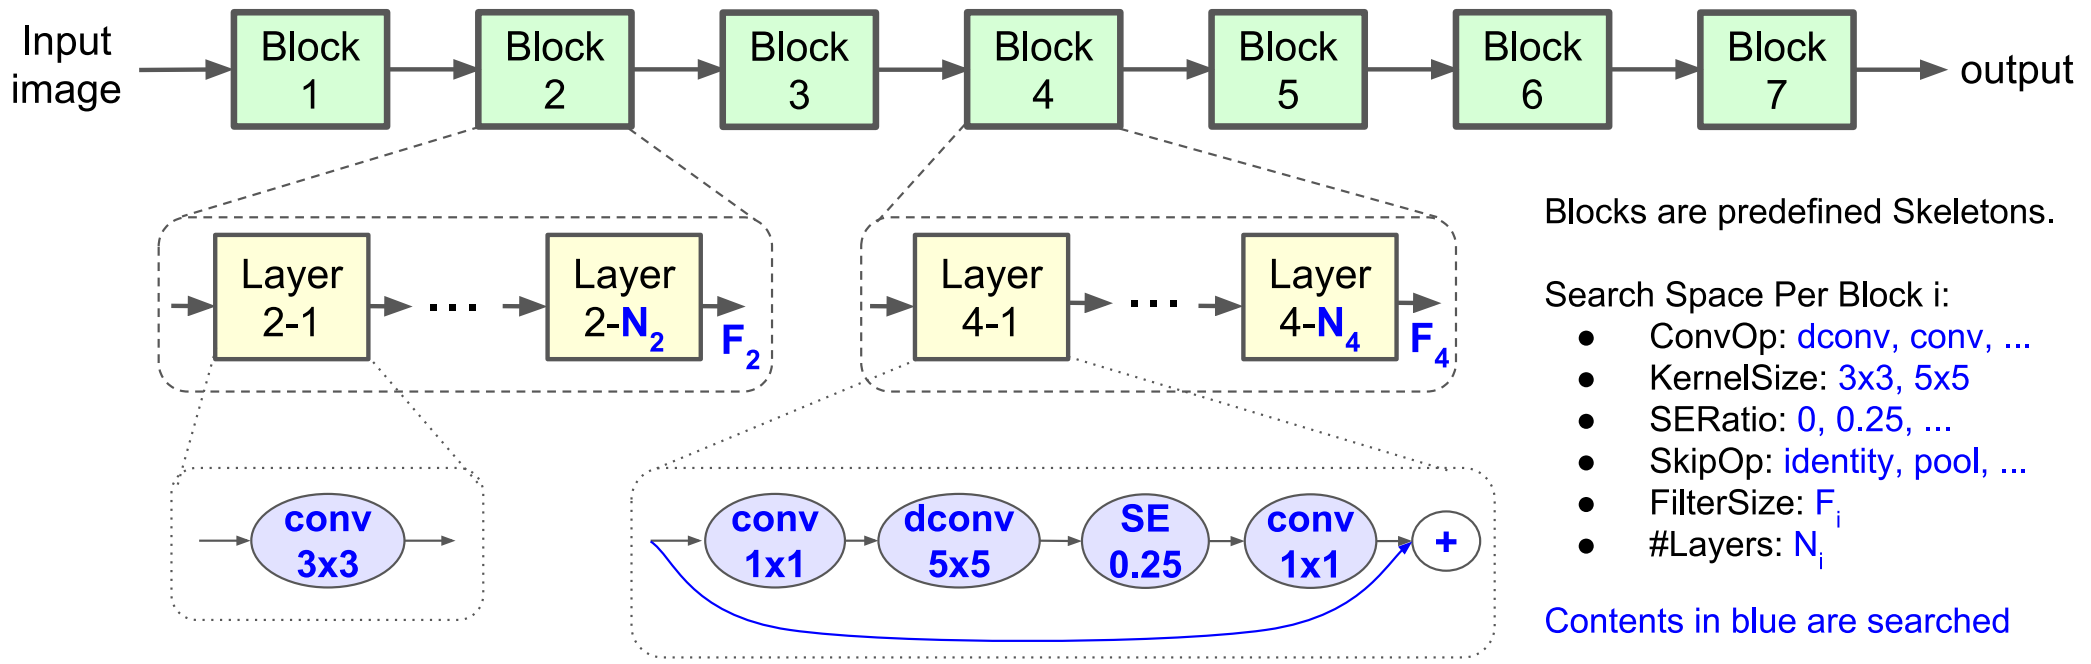 Input
image
Block
1
Block
2
Block
3
Block
4
Block
5
Block
6
Block
7
output
Layer
2-1
...
Layer
2-N2
F2
Layer
4-1
...
Layer
4-N4
F4
conv
3x3
conv
1x1
dconv
5x5
SE
0.25
conv
1x1
+
Blocks are predefined Skeletons.
Search Space Per Block i:
● ConvOp: dconv, conv, ...
● KernelSize: 3x3, 5x5
● SERatio: 0, 0.25, ...
● SkipOp: identity, pool, ...
● FilterSize: Fi
● #Layers: Ni
Contents in blue are searched